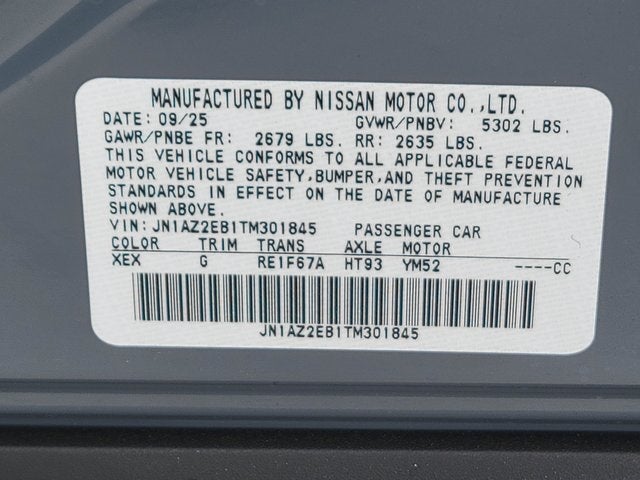 MANUFACTURED BY NISSAN MOTOR CO.,LTD.
DATE: 09/25 GVWR/PNBV: 5302 LBS.
GAWR/PNBE FR: 2679 LBS. RR: 2635 LBS.
THIS VEHICLE CONFORMS TO ALL APPLICABLE FEDERAL
MOTOR VEHICLE SAFETY,BUMPER,AND THEFT PREVENTION
STANDARDS IN EFFECT ON THE DATE OF MANUFACTURE
SHOWN ABOVE.
VIN: JN1AZ2EB1TM301845 PASSENGER CAR
COLOR TRIM TRANS AXLE MOTOR
XEX G RE1F67A HT93 YM52 ----CC
JN1AZ2EB1TM301845